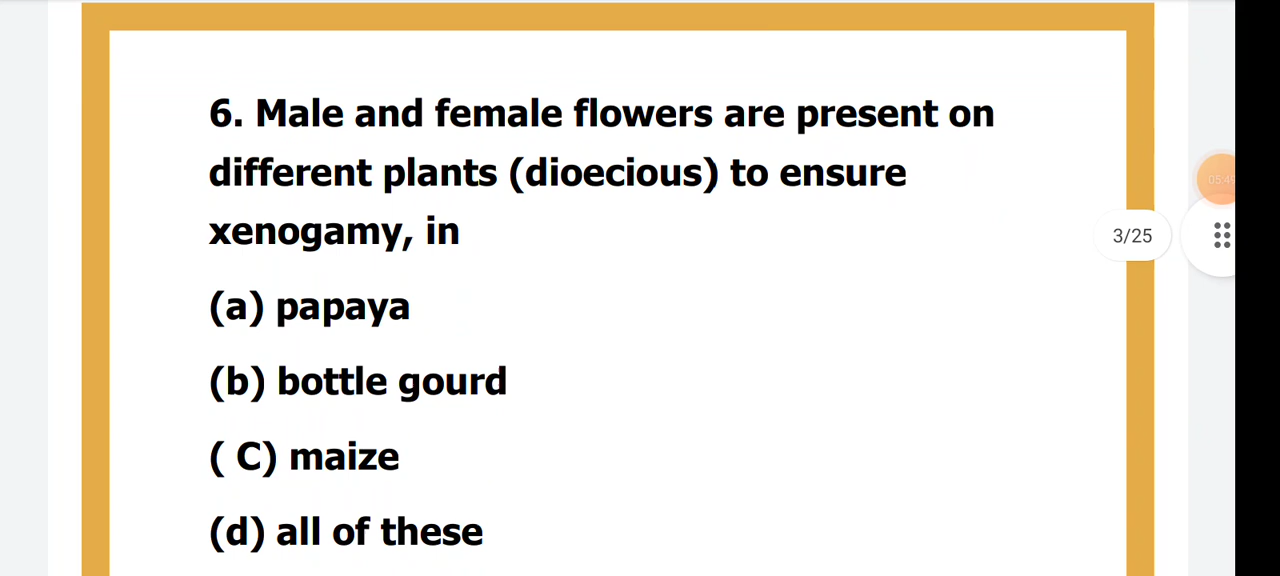 6. Male and female flowers are present on
different plants (dioecious) to ensure
xenogamy, in
(a) papaya
(b) bottle gourd
( C) maize
(d) all of these
3/25